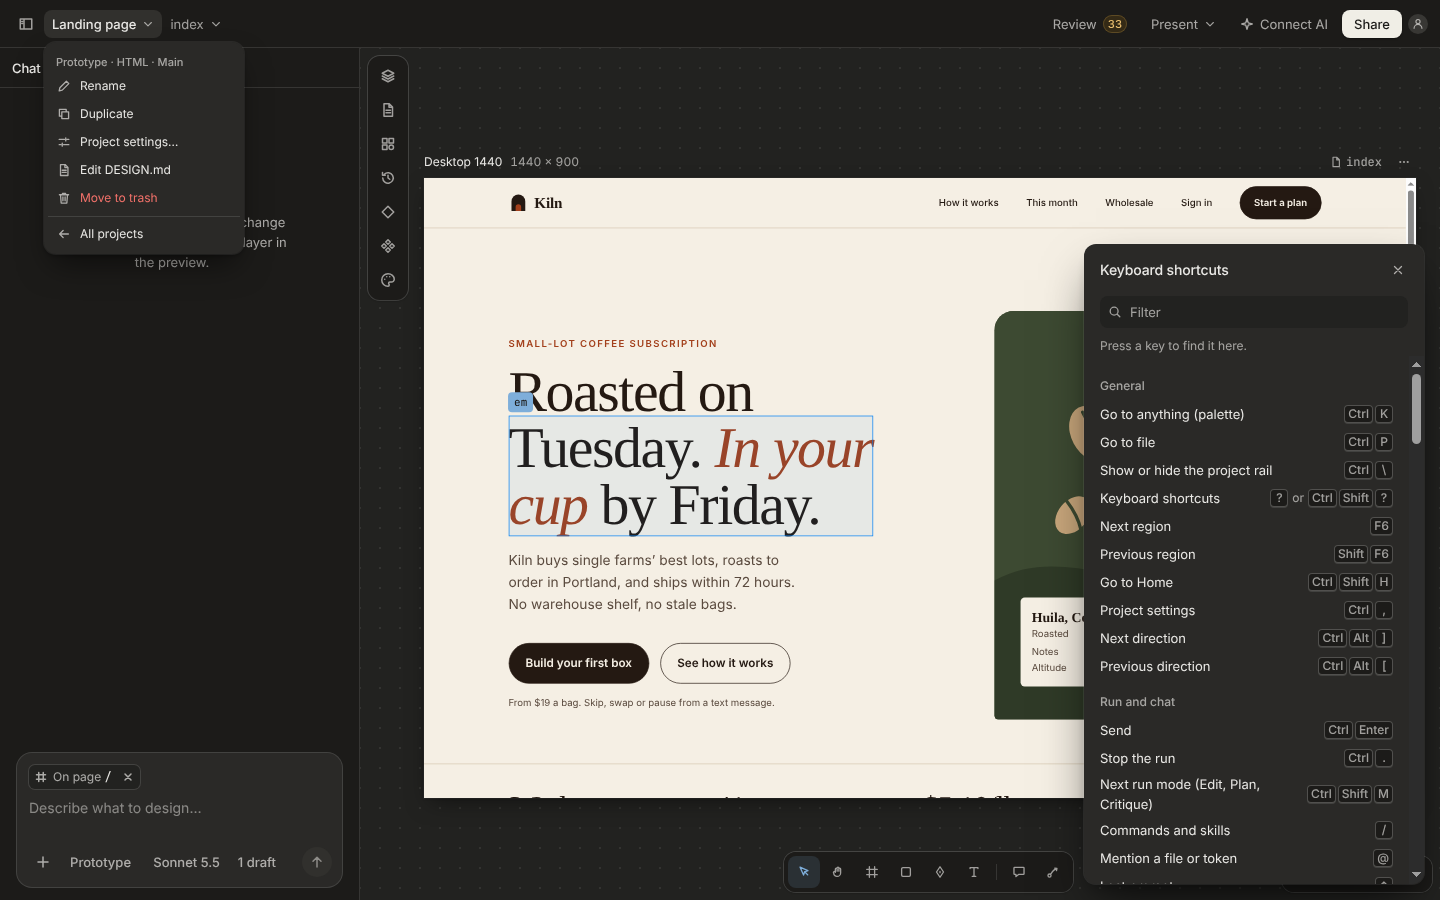 Landing page
index
Review 33
Present
Connect AI
Share
Chat
Prototype · HTML · Main
Rename
Duplicate
Project settings...
Edit DESIGN.md
Move to trash
All projects
change
layer in
the preview.
On page /
Describe what to design...
Prototype
Sonnet 5.5
1 draft
Desktop 1440 1440 × 900
index
Kiln
How it works
This month
Wholesale
Sign in
Start a plan
SMALL-LOT COFFEE SUBSCRIPTION
em
Roasted on
Tuesday. In your
cup by Friday.
Kiln buys single farms’ best lots, roasts to
order in Portland, and ships within 72 hours.
No warehouse shelf, no stale bags.
Build your first box
See how it works
From $19 a bag. Skip, swap or pause from a text message.
Huila,
Roasted
Notes
Altitude
Keyboard shortcuts
Filter
Press a key to find it here.
General
Go to anything (palette) Ctrl K
Go to file Ctrl P
Show or hide the project rail Ctrl \
Keyboard shortcuts ? or Ctrl Shift ?
Next region F6
Previous region Shift F6
Go to Home Ctrl Shift H
Project settings Ctrl ,
Next direction Ctrl Alt ]
Previous direction Ctrl Alt [
Run and chat
Send Ctrl Enter
Stop the run Ctrl .
Next run mode (Edit, Plan,
Critique) Ctrl Shift M
Commands and skills /
Mention a file or token @